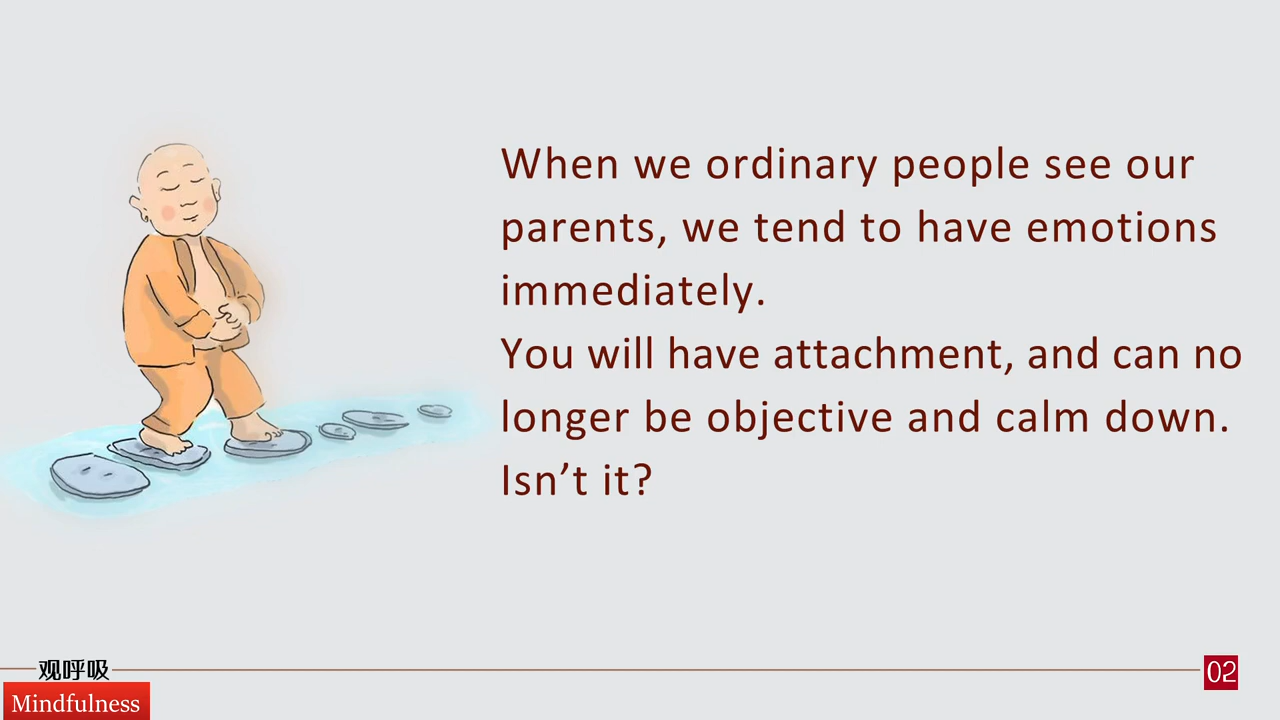 When we ordinary people see our
parents, we tend to have emotions
immediately.
You will have attachment, and can no
longer be objective and calm down.
Isn’t it?
观呼吸
02
Mindfulness